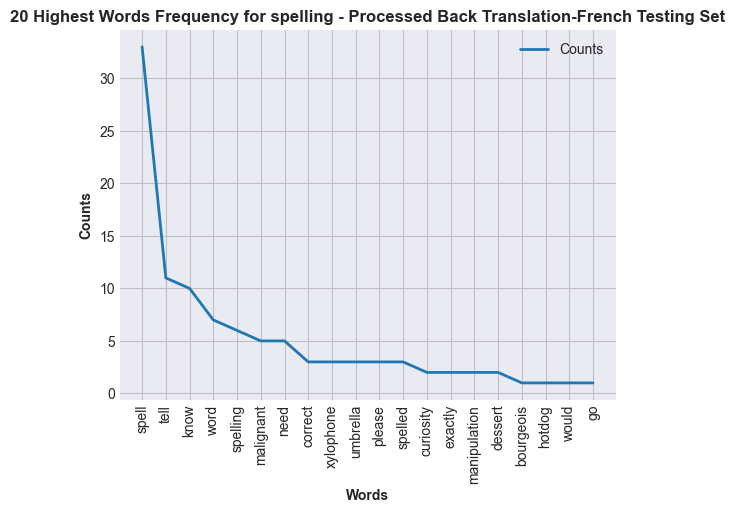 20 Highest Words Frequency for spelling - Processed Back Translation-French Testing Set
Counts
Counts
30
25
20
15
10
5
0
spell
tell
know
word
spelling
malignant
need
correct
xylophone
umbrella
please
spelled
curiosity
exactly
manipulation
dessert
bourgeois
hotdog
would
go
Words